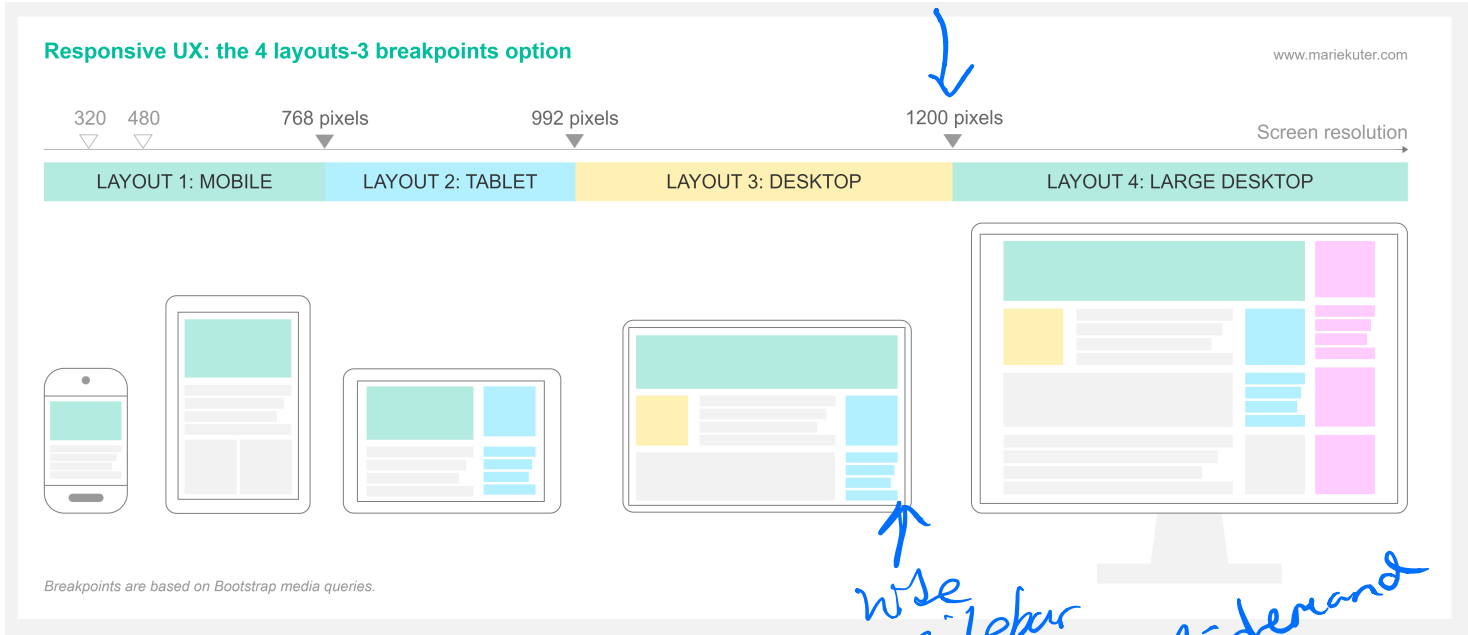 Responsive UX: the 4 layouts-3 breakpoints option
www.mariekuter.com
320 480 768 pixels 992 pixels 1200 pixels
Screen resolution
LAYOUT 1: MOBILE LAYOUT 2: TABLET LAYOUT 3: DESKTOP LAYOUT 4: LARGE DESKTOP
Breakpoints are based on Bootstrap media queries.